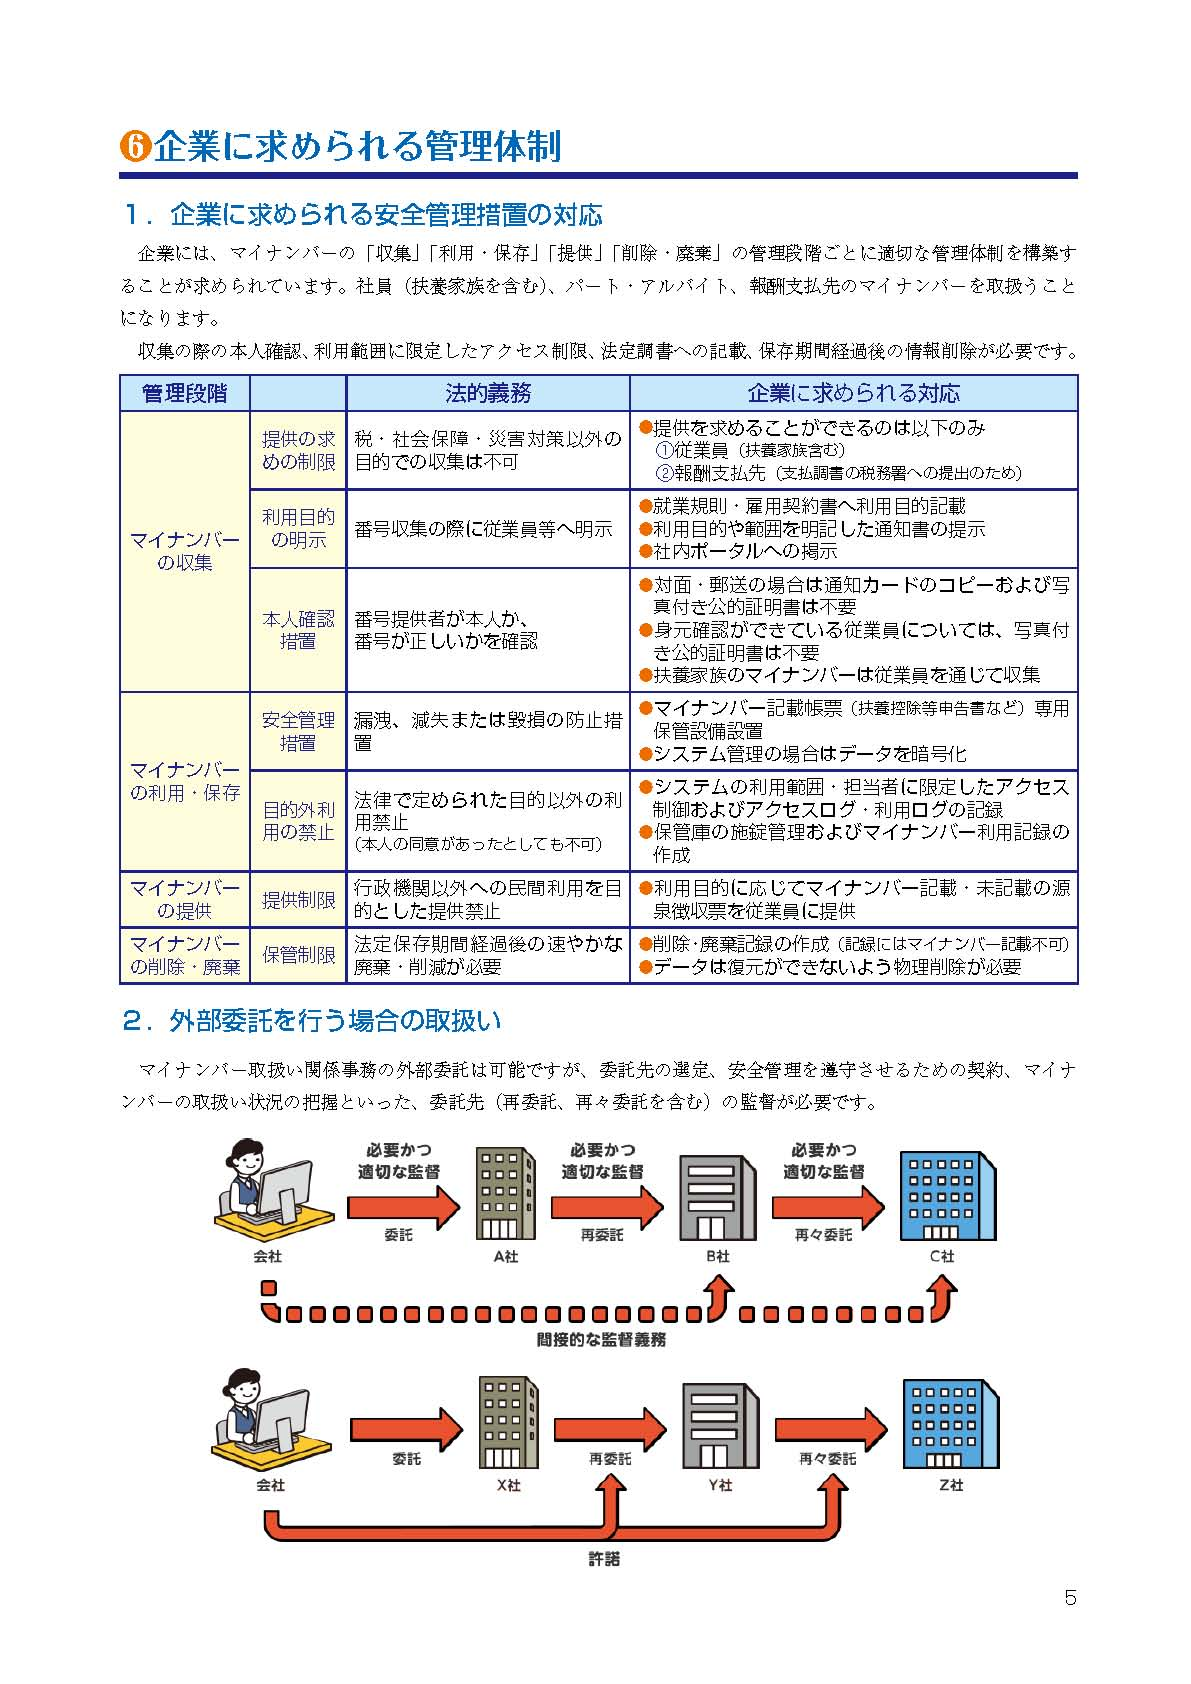 ❻企業に求められる管理体制
１．企業に求められる安全管理措置の対応
企業には、マイナンバーの「収集」「利用・保存」「提供」「削除・廃棄」の管理段階ごとに適切な管理体制を構築す
ることが求められています。社員（扶養家族を含む）、パート・アルバイト、報酬支払先のマイナンバーを取扱うこと
になります。
収集の際の本人確認、利用範囲に限定したアクセス制限、法定調書への記載、保存期間経過後の情報削除が必要です。
管理段階
法的義務
企業に求められる対応
マイナンバー
の収集
提供の求
めの制限
税・社会保障・災害対策以外の
目的での収集は不可
●提供を求めることができるのは以下のみ
①従業員（扶養家族含む）
②報酬支払先（支払調書の税務署への提出のため）
利用目的
の明示
番号収集の際に従業員等へ明示
●就業規則・雇用契約書へ利用目的記載
●利用目的や範囲を明記した通知書の提示
●社内ポータルへの掲示
本人確認
措置
番号提供者が本人か、
番号が正しいかを確認
●対面・郵送の場合は通知カードのコピーおよび写
真付き公的証明書は不要
●身元確認ができている従業員については、写真付
き公的証明書は不要
●扶養家族のマイナンバーは従業員を通じて収集
マイナンバー
の利用・保存
安全管理
措置
漏洩、滅失または毀損の防止措
置
●マイナンバー記載帳票（扶養控除等申告書など）専用
保管設備設置
●システム管理の場合はデータを暗号化
目的外利
用の禁止
法律で定められた目的以外の利
用禁止
（本人の同意があったとしても不可）
●システムの利用範囲・担当者に限定したアクセス
制御およびアクセスログ・利用ログの記録
●保管庫の施錠管理およびマイナンバー利用記録の
作成
マイナンバー
の提供
提供制限
行政機関以外への民間利用を目
的とした提供禁止
●利用目的に応じてマイナンバー記載・未記載の源
泉徴収票を従業員に提供
マイナンバー
の削除・廃棄
保管制限
法定保存期間経過後の速やかな
廃棄・削減が必要
●削除・廃棄記録の作成（記録にはマイナンバー記載不可）
●データは復元ができないよう物理削除が必要
２．外部委託を行う場合の取扱い
マイナンバー取扱い関係事務の外部委託は可能ですが、委託先の選定、安全管理を遵守させるための契約、マイナ
ンバーの取扱い状況の把握といった、委託先（再委託、再々委託を含む）の監督が必要です。
必要かつ
適切な監督
必要かつ
適切な監督
必要かつ
適切な監督
委託
再委託
再々委託
会社
A社
B社
C社
間接的な監督義務
委託
再委託
再々委託
会社
X社
Y社
Z社
許諾
5